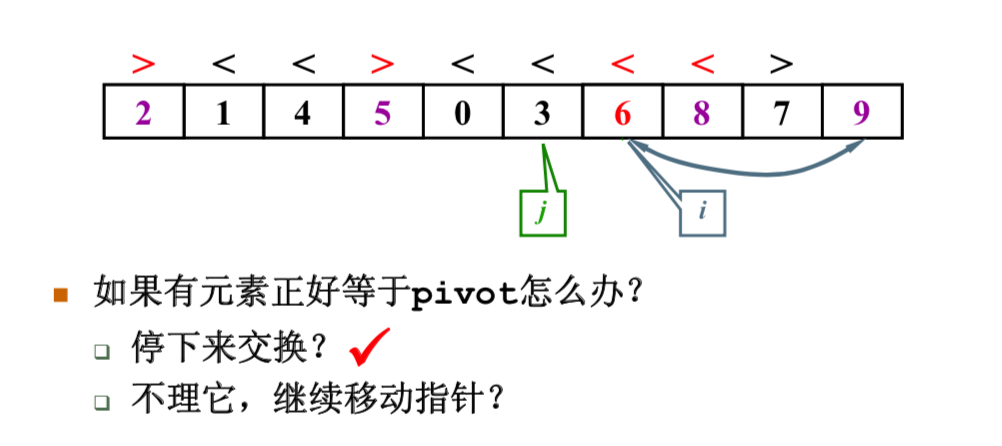 > < < > < < < < >
2 1 4 5 0 3 6 8 7 9
j i
如果有元素正好等于pivot怎么办？
停下来交换？
不理它，继续移动指针？